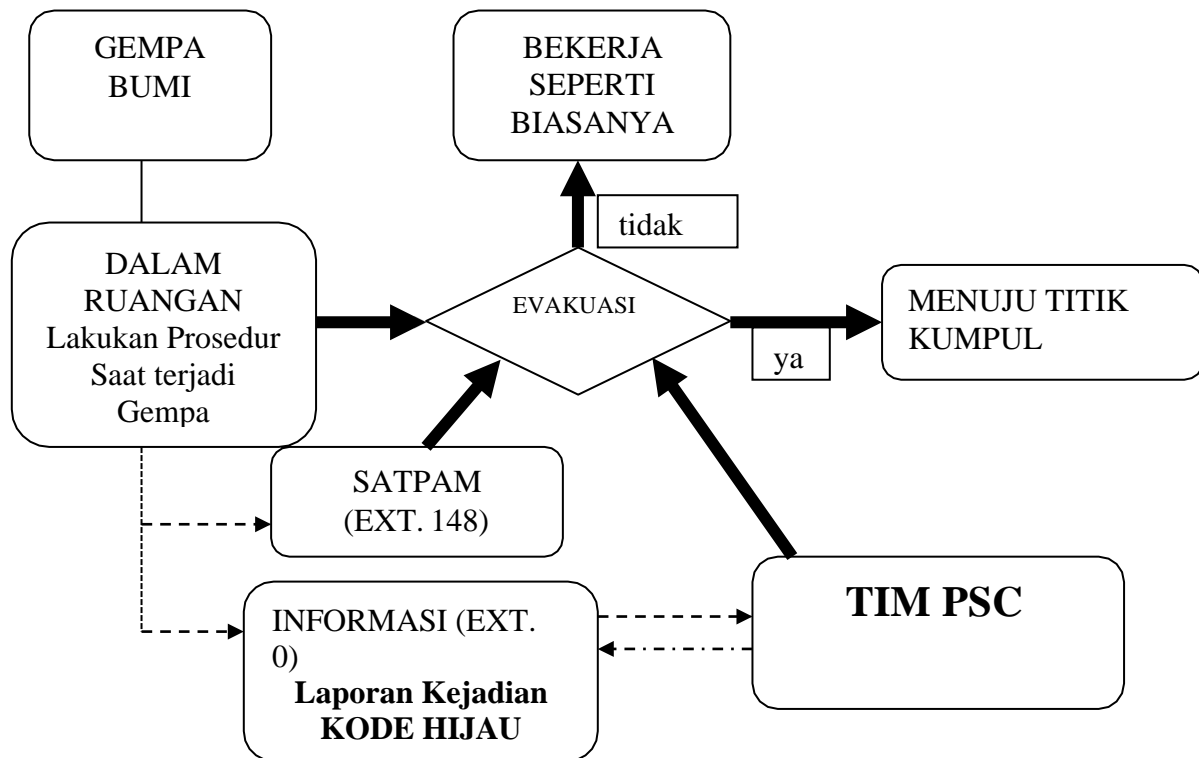 GEMPA
BUMI
BEKERJA
SEPERTI
BIASANYA
tidak
DALAM
RUANGAN
Lakukan Prosedur
Saat terjadi
Gempa
EVAKUASI
ya
MENUJU TITIK
KUMPUL
SATPAM
(EXT. 148)
INFORMASI (EXT.
0)
Laporan Kejadian
KODE HIJAU
TIM PSC